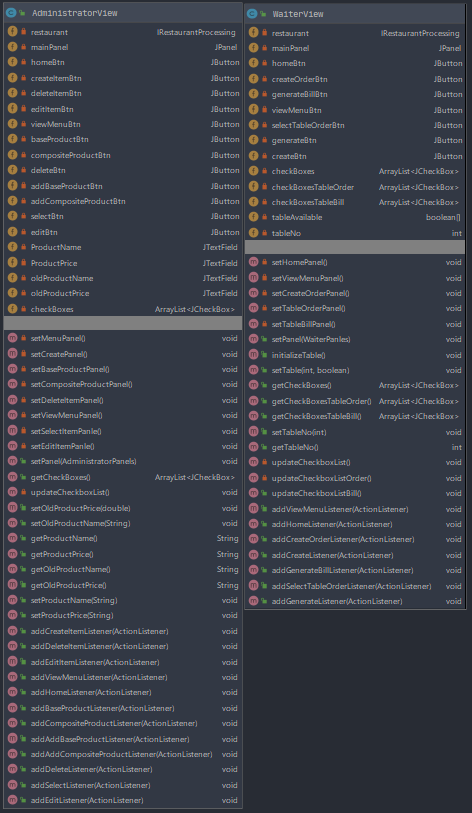 AdministratorView
restaurant IRestaurantProcessing
mainPanel JPanel
homeBtn JButton
createItemBtn JButton
deleteItemBtn JButton
editItemBtn JButton
viewMenuBtn JButton
baseProductBtn JButton
compositeProductBtn JButton
deleteBtn JButton
addBaseProductBtn JButton
addCompositeProductBtn JButton
selectBtn JButton
editBtn JButton
ProductName JTextField
ProductPrice JTextField
oldProductName JTextField
oldProductPrice JTextField
checkBoxes ArrayList<JCheckBox>
setMenuPanel() void
setCreatePanel() void
setBaseProductPanel() void
setCompositeProductPanel() void
setDeleteItemPanel() void
setViewMenuPanel() void
setSelectItemPanle() void
setEditItemPanle() void
setPanel(AdministratorPanels) void
getCheckBoxes() ArrayList<JCheckBox>
updateCheckboxList() void
setOldProductPrice(double) void
setOldProductName(String) void
getProductName() String
getProductPrice() String
getOldProductName() String
getOldProductPrice() String
setProductName(String) void
setProductPrice(String) void
addCreateItemListener(ActionListener) void
addDeleteItemListener(ActionListener) void
addEditItemListener(ActionListener) void
addViewMenuListener(ActionListener) void
addHomeListener(ActionListener) void
addBaseProductListener(ActionListener) void
addCompositeProductListener(ActionListener) void
addAddBaseProductListener(ActionListener) void
addAddCompositeProductListener(ActionListener) void
addDeleteListener(ActionListener) void
addSelectListener(ActionListener) void
addEditListener(ActionListener) void
WaiterView
restaurant IRestaurantProcessing
mainPanel JPanel
homeBtn JButton
createOrderBtn JButton
generateBillBtn JButton
viewMenuBtn JButton
selectTableOrderBtn JButton
generateBtn JButton
createBtn JButton
checkBoxes ArrayList<JCheckBox>
checkBoxesTableOrder ArrayList<JCheckBox>
checkBoxesTableBill ArrayList<JCheckBox>
tableAvailable boolean[]
tableNo int
setHomePanel() void
setViewMenuPanel() void
setCreateOrderPanel() void
setTableOrderPanel() void
setTableBillPanel() void
setPanel(WaiterPanles) void
initializeTable() void
setTable(int, boolean) void
getCheckBoxes() ArrayList<JCheckBox>
getCheckBoxesTableOrder() ArrayList<JCheckBox>
getCheckBoxesTableBill() ArrayList<JCheckBox>
setTableNo(int) void
getTableNo() int
updateCheckboxList() void
updateCheckboxListOrder() void
updateCheckboxListBill() void
addViewMenuListener(ActionListener) void
addHomeListener(ActionListener) void
addCreateOrderListener(ActionListener) void
addCreateListener(ActionListener) void
addGenerateBillListener(ActionListener) void
addSelectTableOrderListener(ActionListener) void
addGenerateListener(ActionListener) void